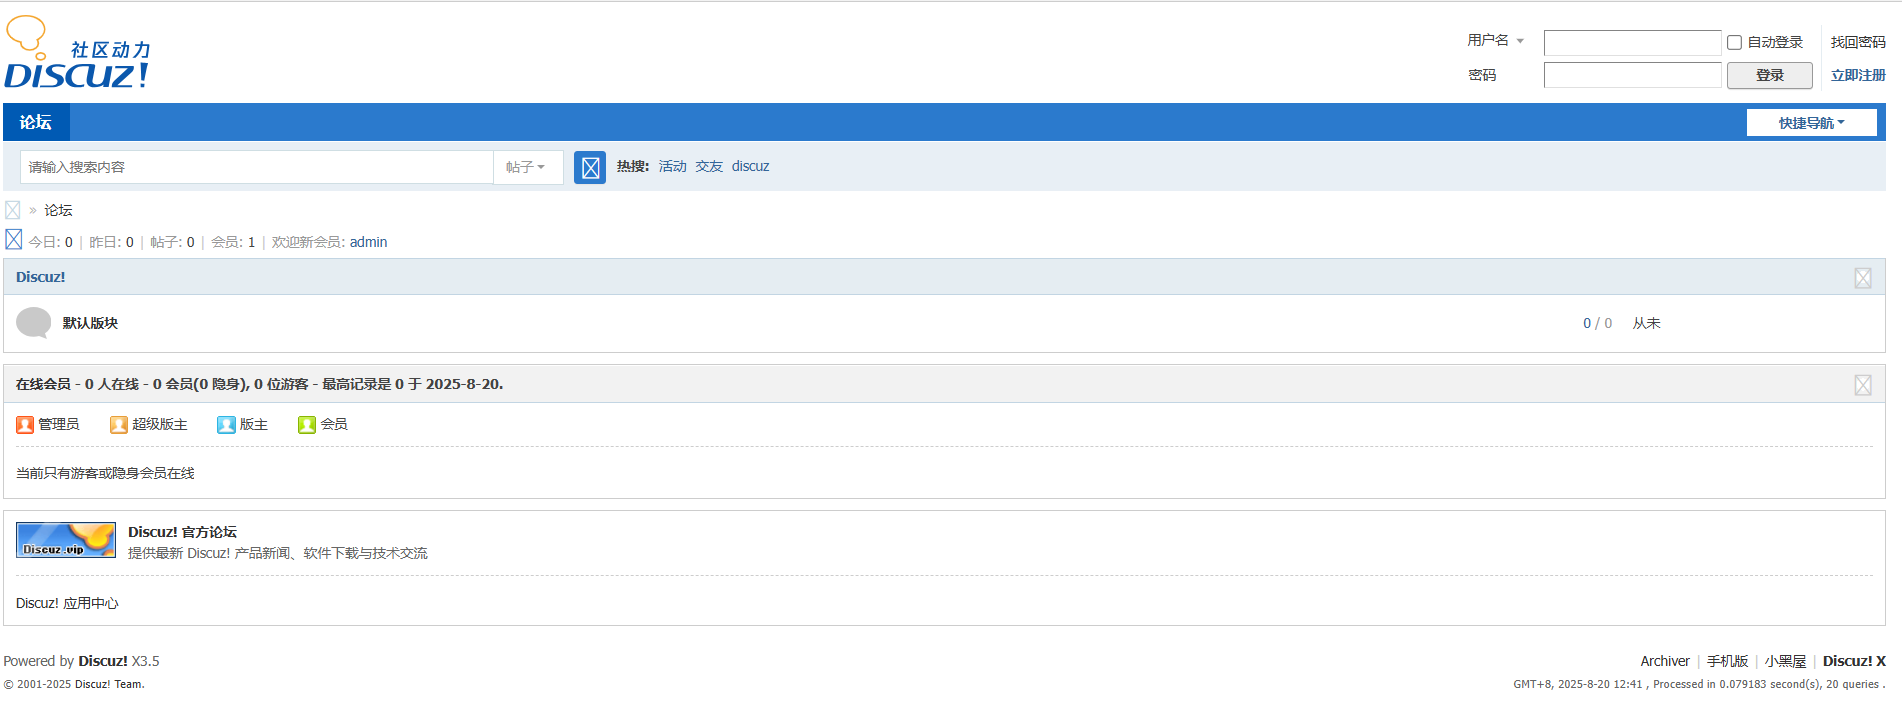 社区动力
DISCUZ!
用户名
自动登录
找回密码
密码
登录
立即注册
论坛
快捷导航
请输入搜索内容
帖子
热搜: 活动 交友 discuz
» 论坛
今日: 0 | 昨日: 0 | 帖子: 0 | 会员: 1 | 欢迎新会员: admin
Discuz!
默认版块
0 / 0
从未
在线会员 - 0 人在线 - 0 会员(0 隐身), 0 位游客 - 最高记录是 0 于 2025-8-20.
管理员 超级版主 版主 会员
当前只有游客或隐身会员在线
Discuz.vip
Discuz! 官方论坛
提供最新 Discuz! 产品新闻、软件下载与技术交流
Discuz! 应用中心
Powered by Discuz! X3.5
Archiver | 手机版 | 小黑屋 | Discuz! X
© 2001-2025 Discuz! Team.
GMT+8, 2025-8-20 12:41 , Processed in 0.079183 second(s), 20 queries .